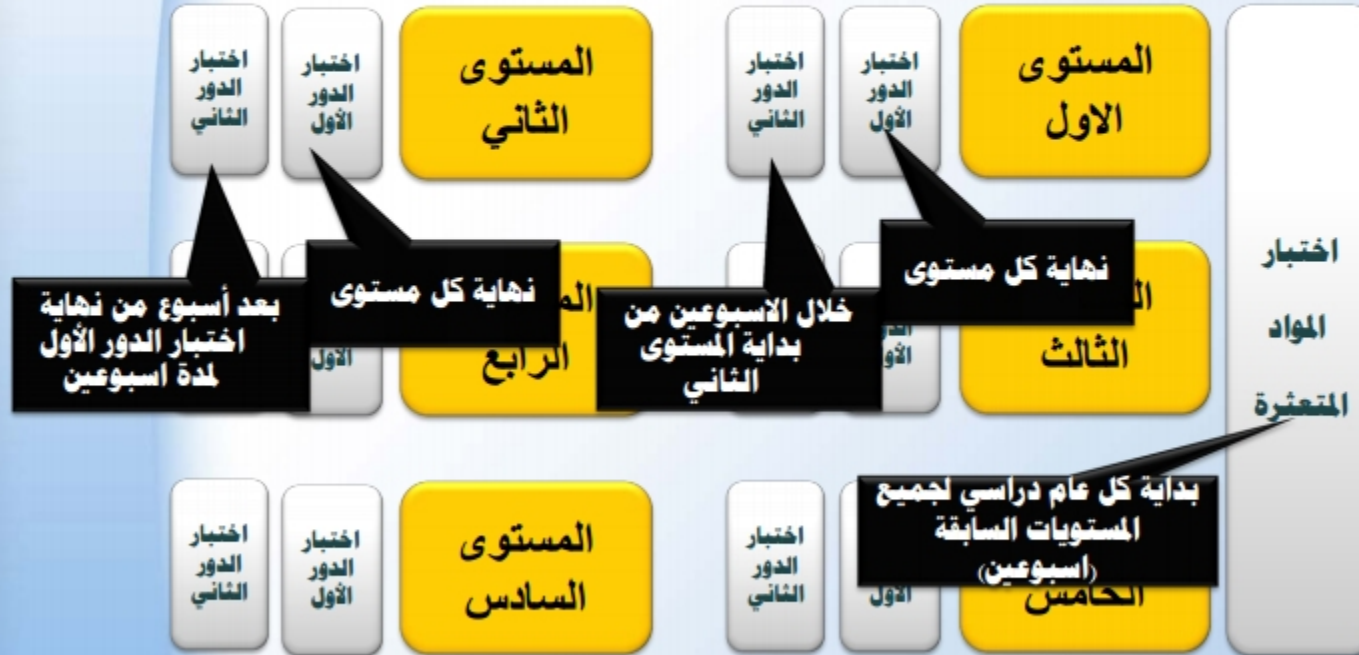 المستوى
الاول
اختبار
الدور
الأول
اختبار
الدور
الثاني
المستوى
الثاني
اختبار
الدور
الأول
اختبار
الدور
الثاني
اختبار
المواد
المتعثرة
نهاية كل مستوى
خلال الاسبوعين من
بداية المستوى
الثاني
نهاية كل مستوى
بعد أسبوع من نهاية
اختبار الدور الأول
لمدة اسبوعين
الثالث
الرابع
الأول
بداية كل عام دراسي لجميع
المستويات السابقة
(اسبوعين)
الخامس
الأول
اختبار
الدور
الثاني
المستوى
السادس
اختبار
الدور
الأول
اختبار
الدور
الثاني